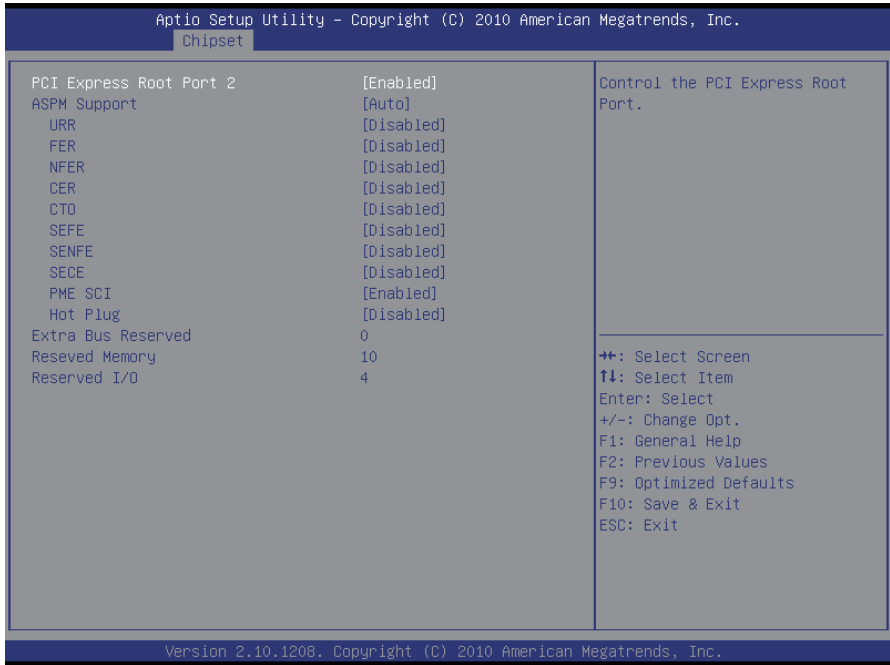 Aptio Setup Utility – Copyright (C) 2010 American Megatrends, Inc.
Chipset
PCI Express Root Port 2 [Enabled]
ASPM Support [Auto]
URR [Disabled]
FER [Disabled]
NFER [Disabled]
CER [Disabled]
CTO [Disabled]
SEFE [Disabled]
SENFE [Disabled]
SECE [Disabled]
PME SCI [Enabled]
Hot Plug [Disabled]
Extra Bus Reserved 0
Reseved Memory 10
Reserved I/O 4
Control the PCI Express Root
Port.
→←: Select Screen
↑↓: Select Item
Enter: Select
+/-: Change Opt.
F1: General Help
F2: Previous Values
F9: Optimized Defaults
F10: Save & Exit
ESC: Exit
Version 2.10.1208. Copyright (C) 2010 American Megatrends, Inc.